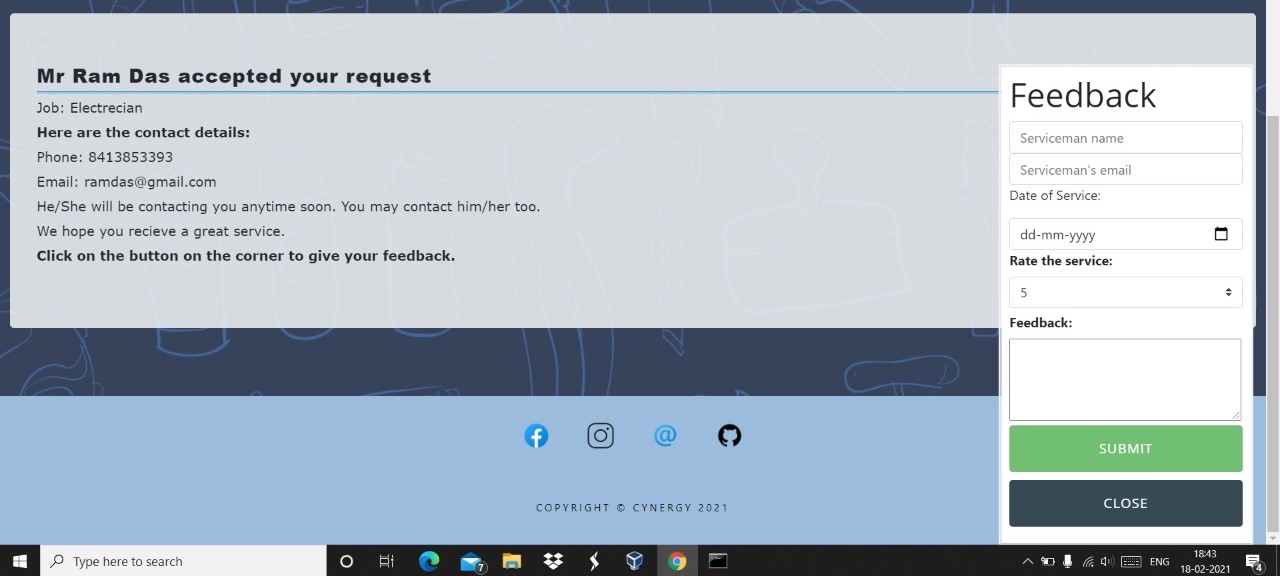 Mr Ram Das accepted your request
Job: Electrecian
Here are the contact details:
Phone: 8413853393
Email: ramdas@gmail.com
He/She will be contacting you anytime soon. You may contact him/her too.
We hope you recieve a great service.
Click on the button on the corner to give your feedback.
Feedback
Serviceman name
Serviceman's email
Date of Service:
dd-mm-yyyy
Rate the service:
5
Feedback:
SUBMIT
CLOSE
COPYRIGHT © CYNERGY 2021
Type here to search
7
ENG
18:43
18-02-2021
4